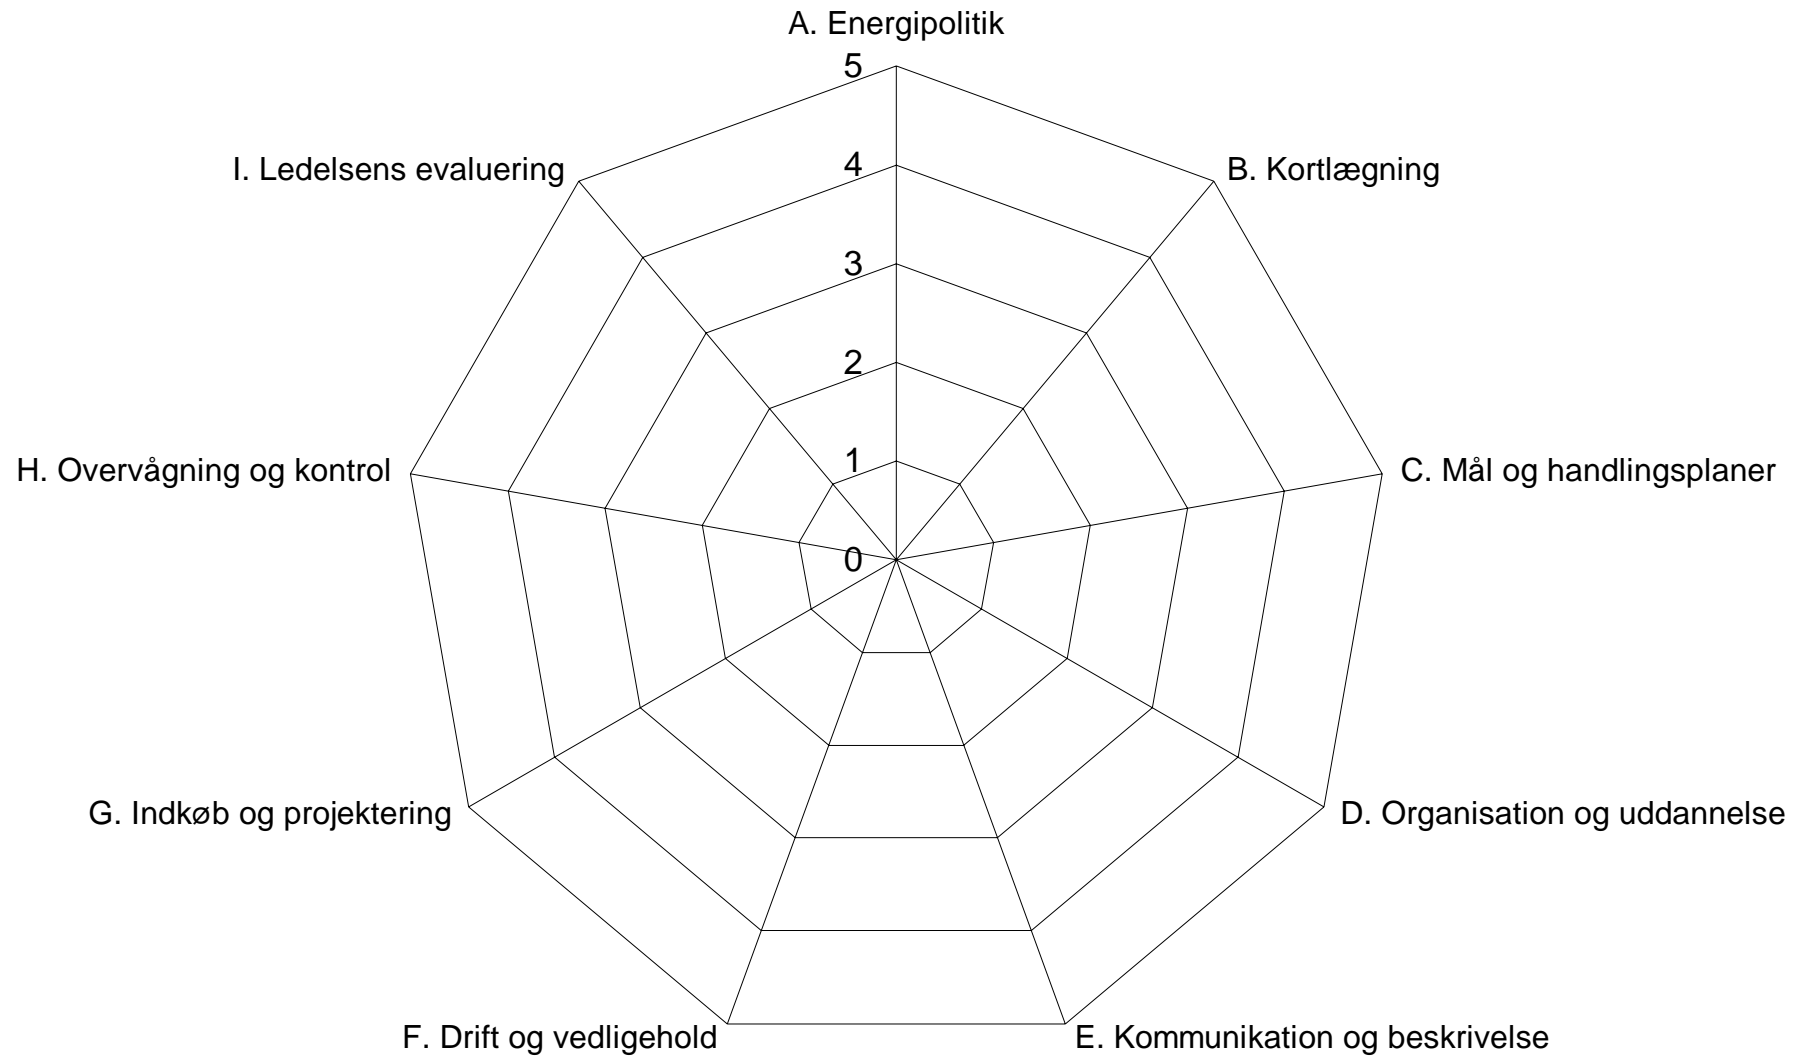 A. Energipolitik
5
I. Ledelsens evaluering
B. Kortlægning
4
3
2
1
H. Overvågning og kontrol
C. Mål og handlingsplaner
0
G. Indkøb og projektering
D. Organisation og uddannelse
F. Drift og vedligehold
E. Kommunikation og beskrivelse